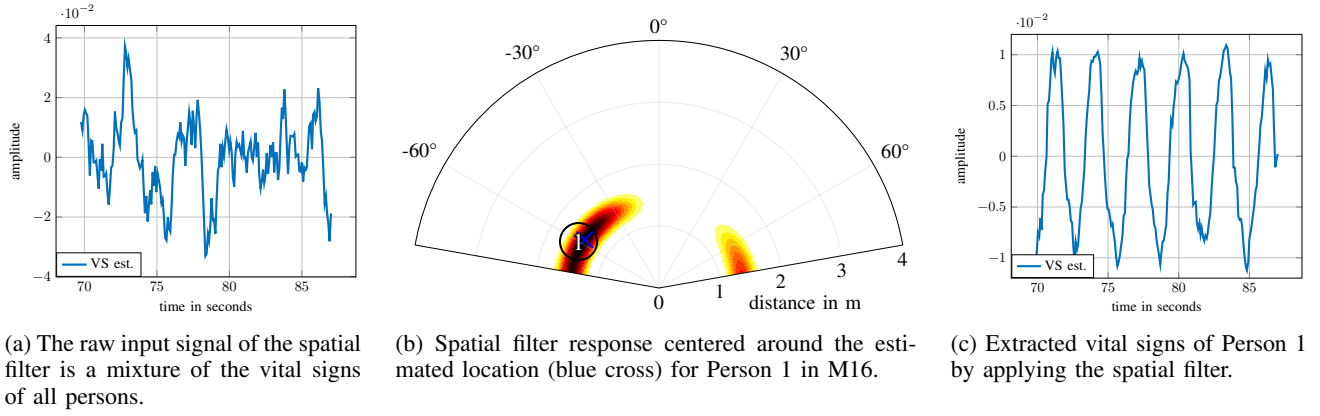 ·10⁻²
4
2
0
−2
−4
amplitude
VS est.
70
75
80
85
time in seconds
0°
-30°
30°
-60°
60°
1
0
1
2
3
4
distance in m
·10⁻²
1
0.5
0
−0.5
−1
amplitude
VS est.
70
75
80
85
time in seconds
(a) The raw input signal of the spatial
filter is a mixture of the vital signs
of all persons.
(b) Spatial filter response centered around the esti-
mated location (blue cross) for Person 1 in M16.
(c) Extracted vital signs of Person 1
by applying the spatial filter.